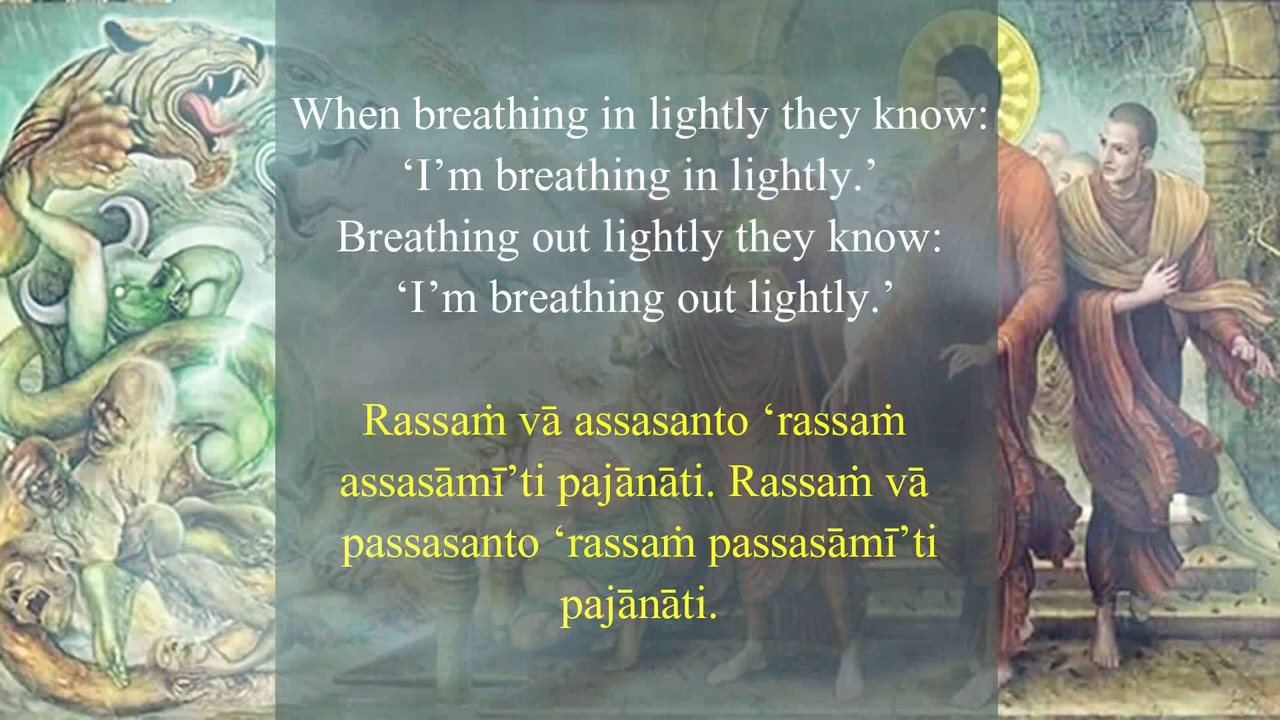 When breathing in lightly they know:
‘I’m breathing in lightly.’
Breathing out lightly they know:
‘I’m breathing out lightly.’
Rassaṁ vā assasanto ‘rassaṁ
assasāmī’ti pajānāti. Rassaṁ vā
passasanto ‘rassaṁ passasāmī’ti
pajānāti.